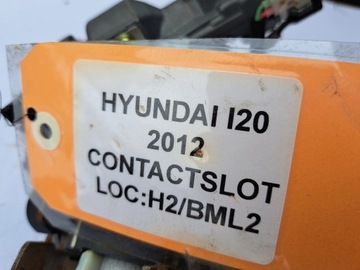 HYUNDAI I20
2012
CONTACTSLOT
LOC:H2/BML2